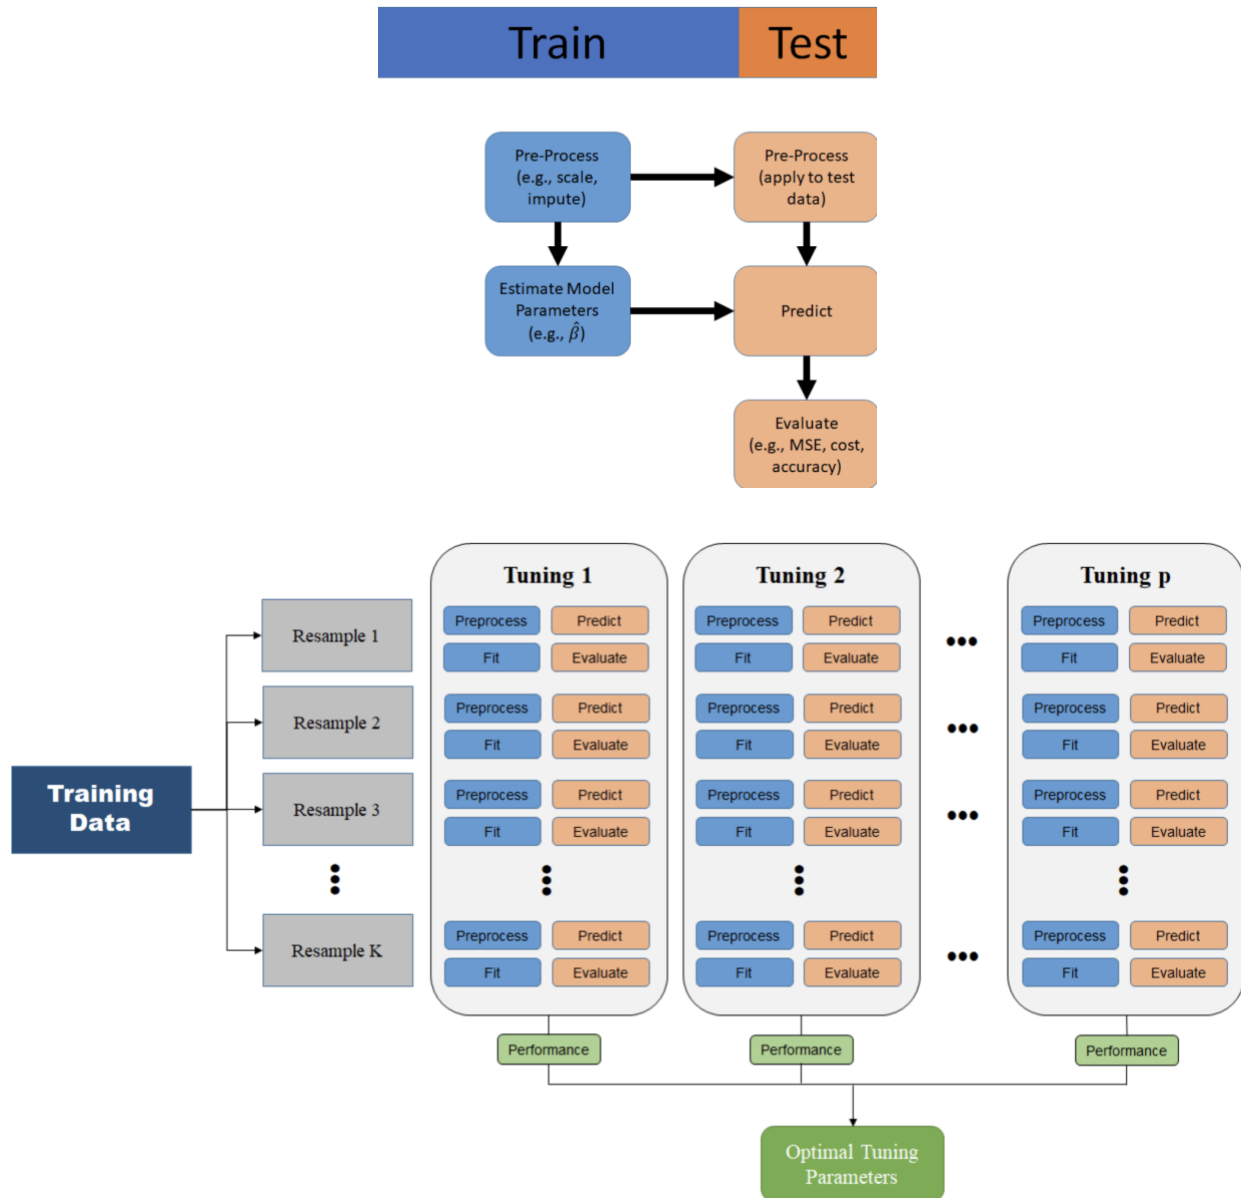 Train
Test
Pre-Process
(e.g., scale,
impute)
Pre-Process
(apply to test
data)
Estimate Model
Parameters
(e.g., β̂)
Predict
Evaluate
(e.g., MSE, cost,
accuracy)
Training
Data
Resample 1
Resample 2
Resample 3
Resample K
Tuning 1
Preprocess Predict
Fit Evaluate
Preprocess Predict
Fit Evaluate
Preprocess Predict
Fit Evaluate
Preprocess Predict
Fit Evaluate
Performance
Tuning 2
Preprocess Predict
Fit Evaluate
Preprocess Predict
Fit Evaluate
Preprocess Predict
Fit Evaluate
Preprocess Predict
Fit Evaluate
Performance
Tuning p
Preprocess Predict
Fit Evaluate
Preprocess Predict
Fit Evaluate
Preprocess Predict
Fit Evaluate
Preprocess Predict
Fit Evaluate
Performance
Optimal Tuning
Parameters